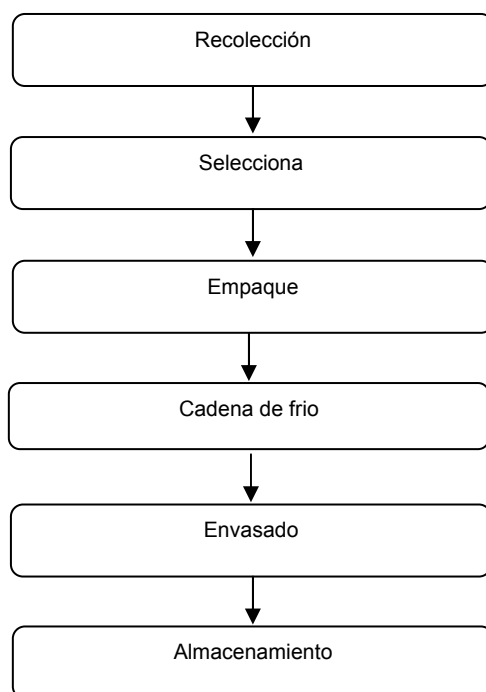 Recolección
Selecciona
Empaque
Cadena de frio
Envasado
Almacenamiento